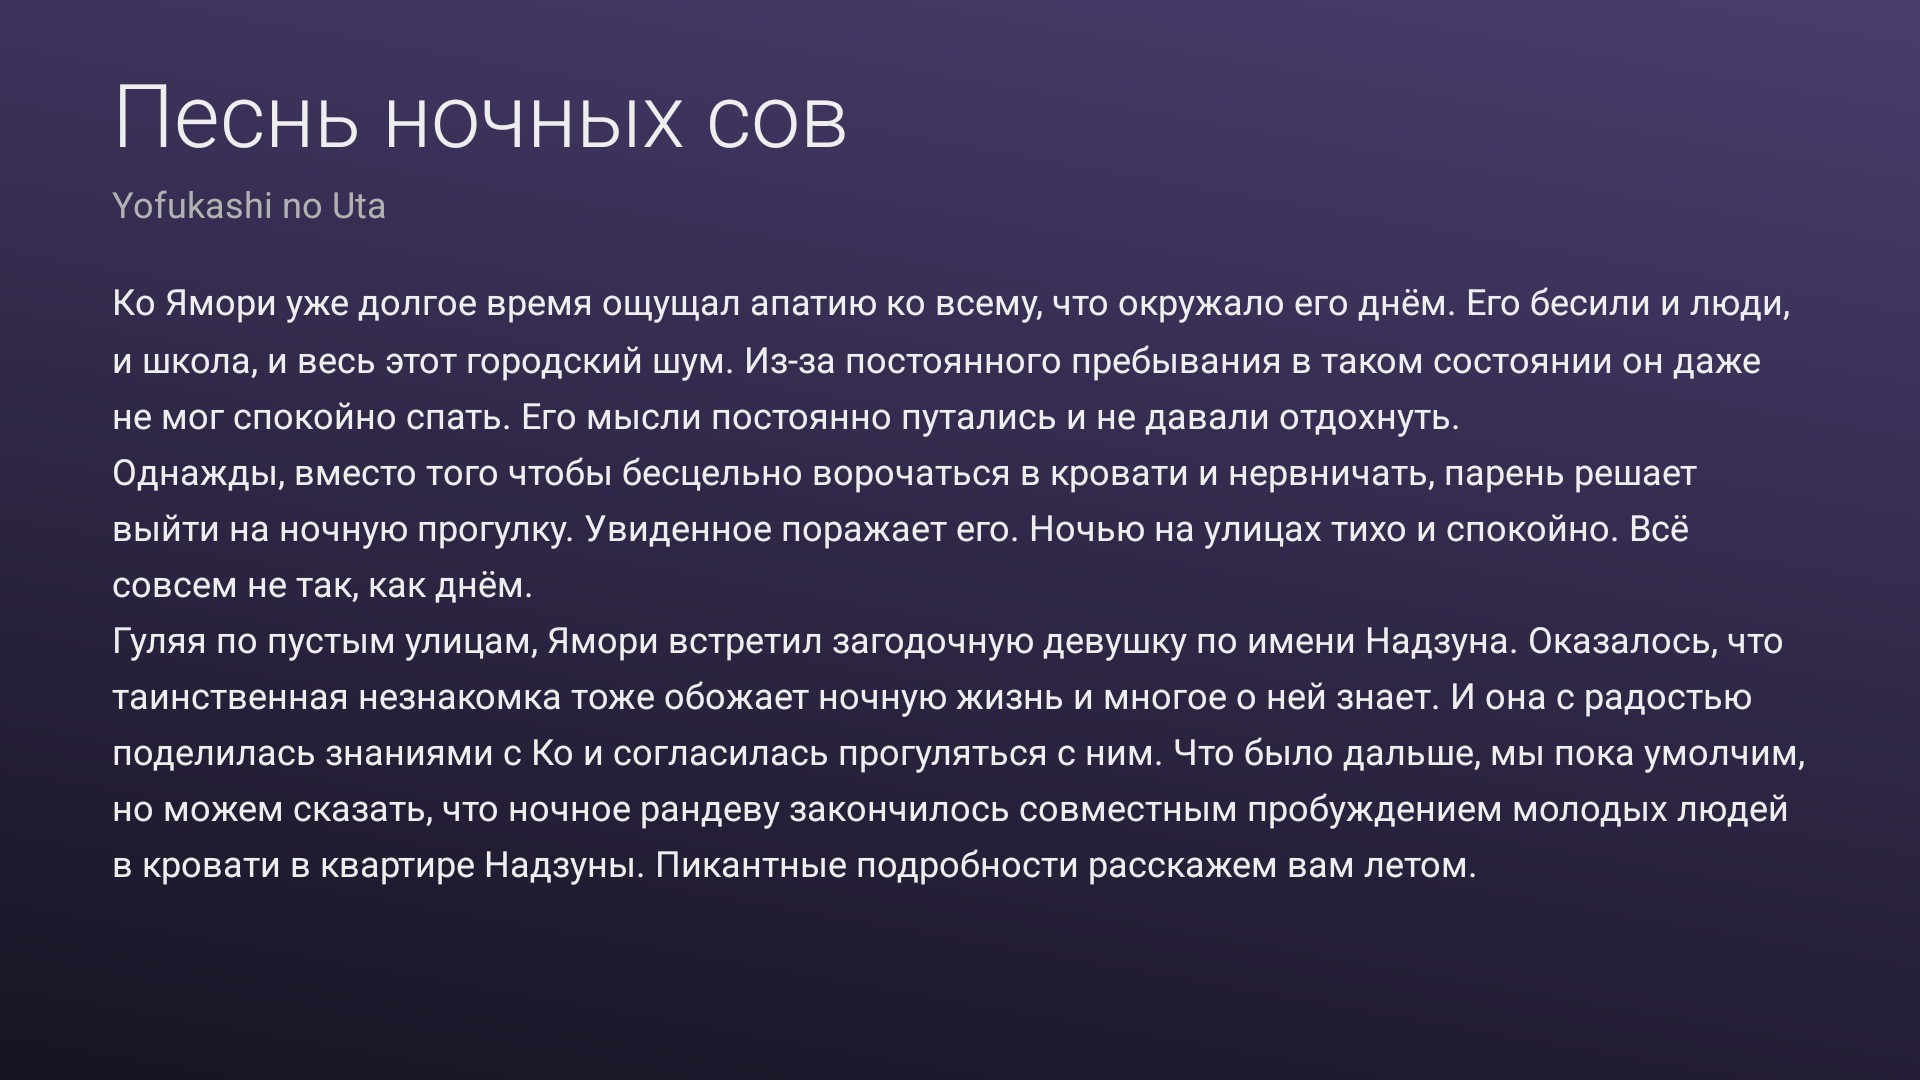 Песнь ночных сов
Yofukashi no Uta
Ко Ямори уже долгое время ощущал апатию ко всему, что окружало его днём. Его бесили и люди,
и школа, и весь этот городский шум. Из-за постоянного пребывания в таком состоянии он даже
не мог спокойно спать. Его мысли постоянно путались и не давали отдохнуть.
Однажды, вместо того чтобы бесцельно ворочаться в кровати и нервничать, парень решает
выйти на ночную прогулку. Увиденное поражает его. Ночью на улицах тихо и спокойно. Всё
совсем не так, как днём.
Гуляя по пустым улицам, Ямори встретил загодочную девушку по имени Надзуна. Оказалось, что
таинственная незнакомка тоже обожает ночную жизнь и многое о ней знает. И она с радостью
поделилась знаниями с Ко и согласилась прогуляться с ним. Что было дальше, мы пока умолчим,
но можем сказать, что ночное рандеву закончилось совместным пробуждением молодых людей
в кровати в квартире Надзуны. Пикантные подробности расскажем вам летом.